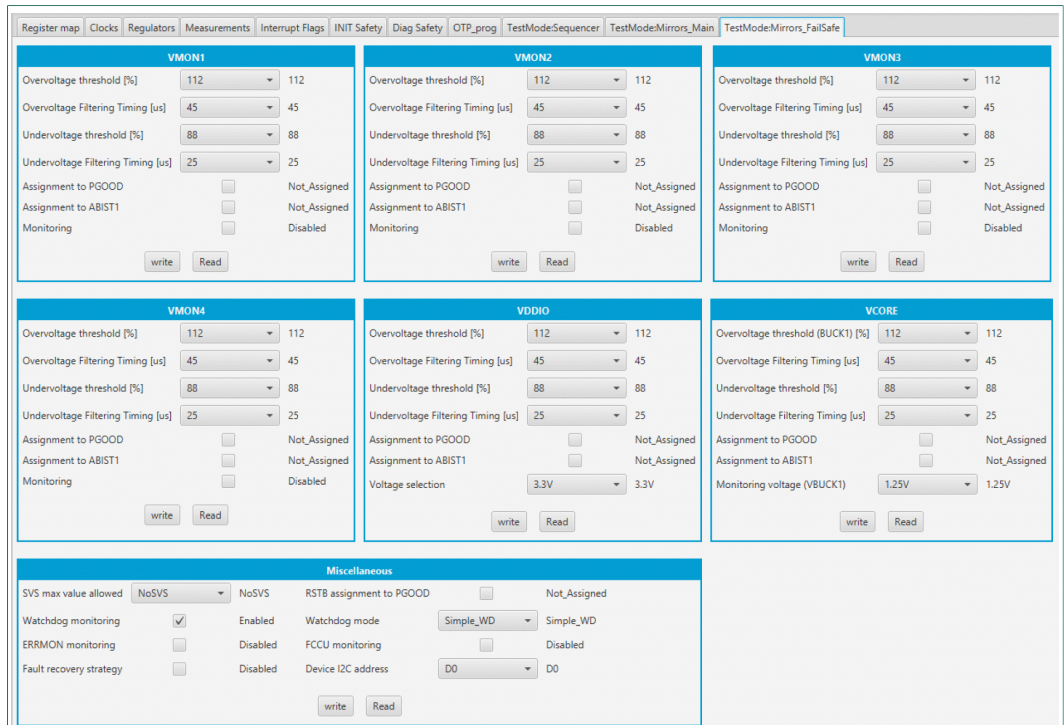 Register map Clocks Regulators Measurements Interrupt Flags INIT Safety Diag Safety OTP_prog TestMode:Sequencer TestMode:Mirrors_Main TestMode:Mirrors_FailSafe
VMON1
Overvoltage threshold [%] 112 112
Overvoltage Filtering Timing [us] 45 45
Undervoltage threshold [%] 88 88
Undervoltage Filtering Timing [us] 25 25
Assignment to PGOOD Not_Assigned
Assignment to ABIST1 Not_Assigned
Monitoring Disabled
write Read
VMON2
Overvoltage threshold [%] 112 112
Overvoltage Filtering Timing [us] 45 45
Undervoltage threshold [%] 88 88
Undervoltage Filtering Timing [us] 25 25
Assignment to PGOOD Not_Assigned
Assignment to ABIST1 Not_Assigned
Monitoring Disabled
write Read
VMON3
Overvoltage threshold [%] 112 112
Overvoltage Filtering Timing [us] 45 45
Undervoltage threshold [%] 88 88
Undervoltage Filtering Timing [us] 25 25
Assignment to PGOOD Not_Assigned
Assignment to ABIST1 Not_Assigned
Monitoring Disabled
write Read
VMON4
Overvoltage threshold [%] 112 112
Overvoltage Filtering Timing [us] 45 45
Undervoltage threshold [%] 88 88
Undervoltage Filtering Timing [us] 25 25
Assignment to PGOOD Not_Assigned
Assignment to ABIST1 Not_Assigned
Monitoring Disabled
write Read
VDDIO
Overvoltage threshold [%] 112 112
Overvoltage Filtering Timing [us] 45 45
Undervoltage threshold [%] 88 88
Undervoltage Filtering Timing [us] 25 25
Assignment to PGOOD Not_Assigned
Assignment to ABIST1 Not_Assigned
Voltage selection 3.3V 3.3V
write Read
VCORE
Overvoltage threshold (BUCK1) [%] 112 112
Overvoltage Filtering Timing [us] 45 45
Undervoltage threshold [%] 88 88
Undervoltage Filtering Timing [us] 25 25
Assignment to PGOOD Not_Assigned
Assignment to ABIST1 Not_Assigned
Monitoring voltage (VBUCK1) 1.25V 1.25V
write Read
Miscellaneous
SVS max value allowed NoSVS NoSVS RSTB assignment to PGOOD Not_Assigned
Watchdog monitoring Enabled Watchdog mode Simple_WD Simple_WD
ERRMON monitoring Disabled FCCU monitoring Disabled
Fault recovery strategy Disabled Device I2C address D0 D0
write Read